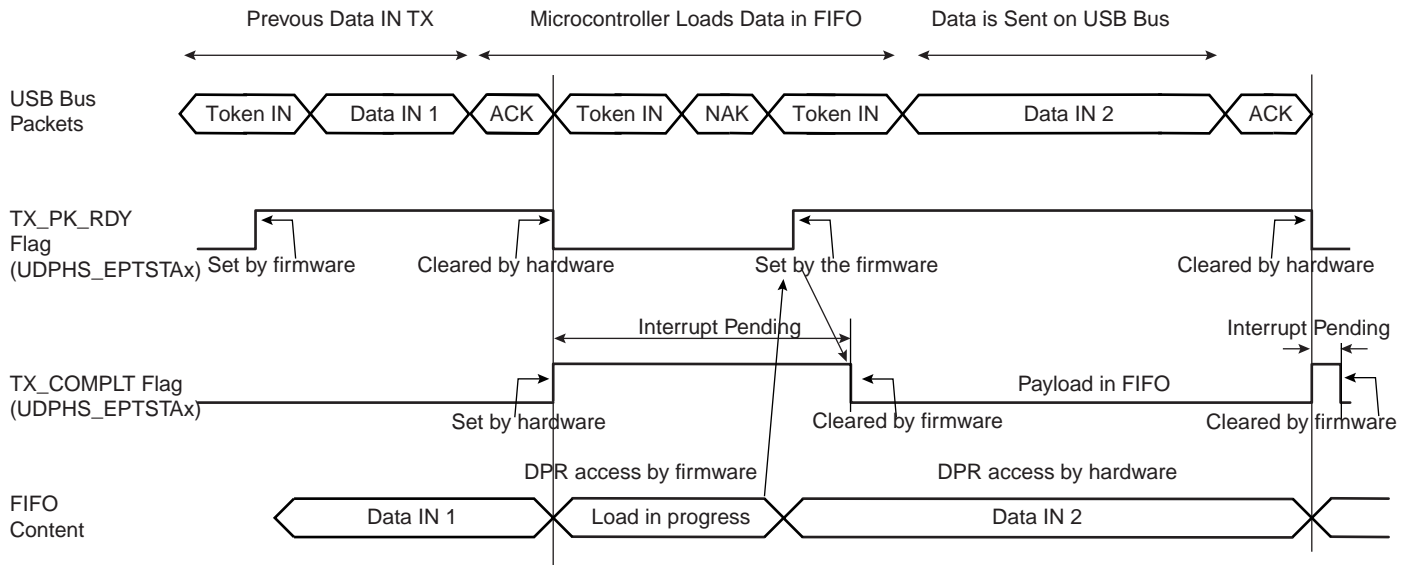 Prevous Data IN TX
Microcontroller Loads Data in FIFO
Data is Sent on USB Bus
USB Bus
Packets
Token IN
Data IN 1
ACK
Token IN
NAK
Token IN
Data IN 2
ACK
TX_PK_RDY
Flag
(UDPHS_EPTSTAx)
Set by firmware
Cleared by hardware
Set by the firmware
Cleared by hardware
Interrupt Pending
Interrupt Pending
TX_COMPLT Flag
(UDPHS_EPTSTAx)
Payload in FIFO
Set by hardware
Cleared by firmware
Cleared by firmware
DPR access by firmware
DPR access by hardware
FIFO
Content
Data IN 1
Load in progress
Data IN 2